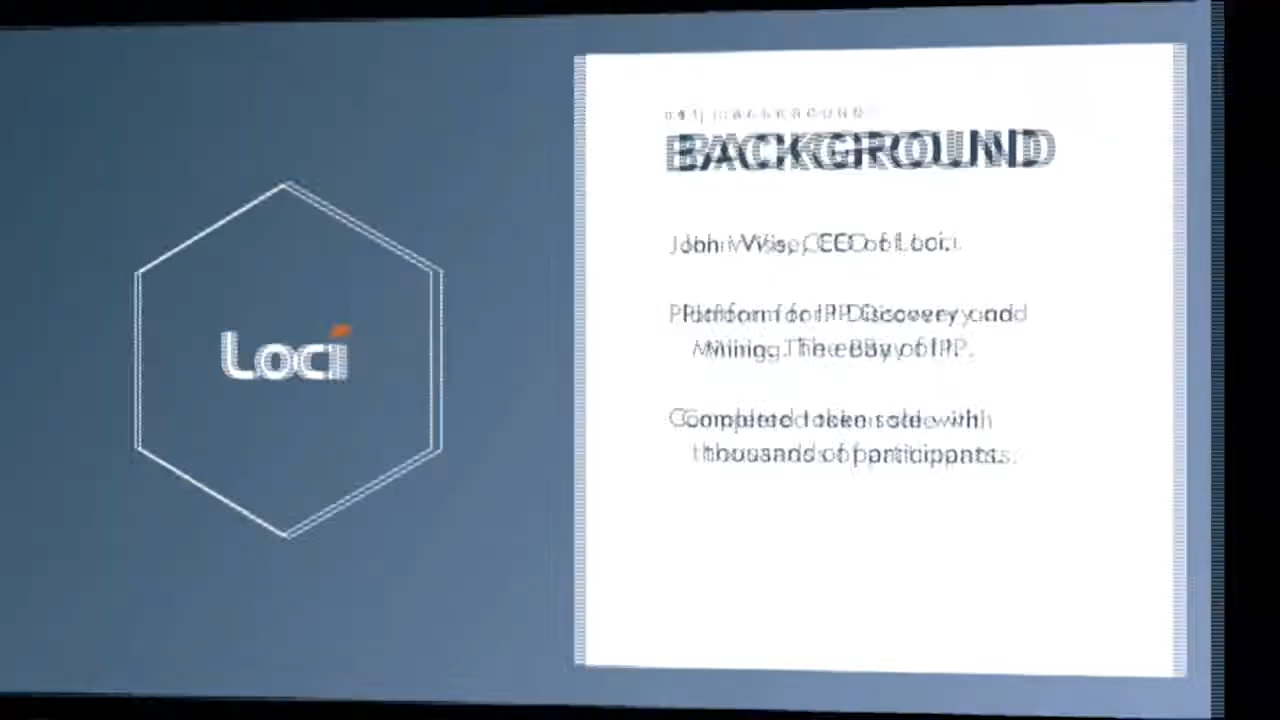 Loci
BACKGROUND
John Wise, CEO of Loci.
Platform for IP Discovery and
Mining. The eBay of IP.
Completed token sale with
thousands of participants.